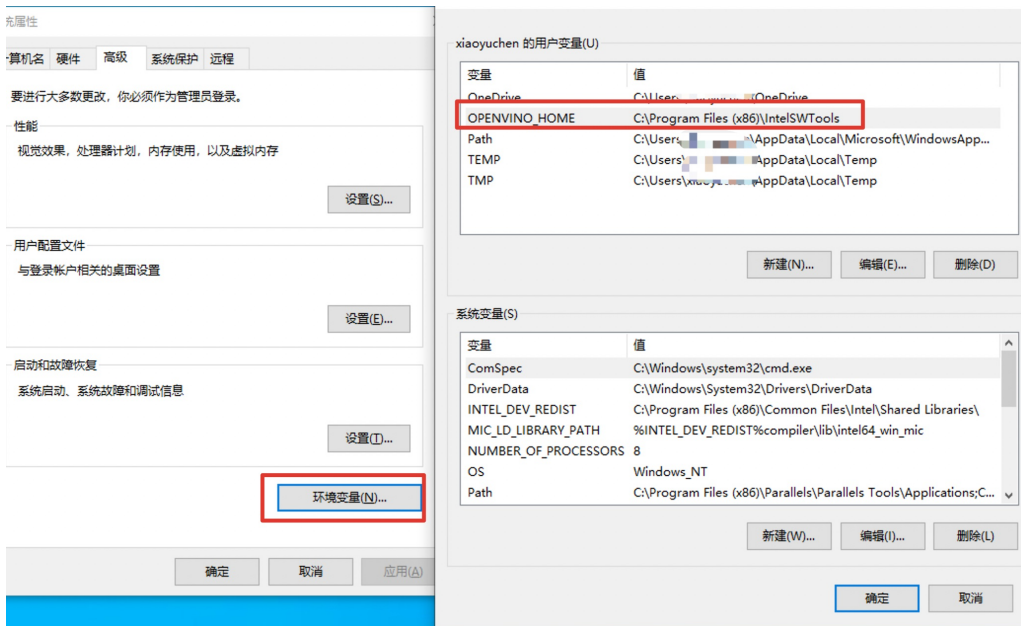 统属性
计算机名 硬件 高级 系统保护 远程
要进行大多数更改，你必须作为管理员登录。
性能
视觉效果，处理器计划，内存使用，以及虚拟内存
设置(S)...
用户配置文件
与登录帐户相关的桌面设置
设置(E)...
启动和故障恢复
系统启动、系统故障和调试信息
设置(T)...
环境变量(N)...
确定 取消 应用(A)
xiaoyuchen 的用户变量(U)
变量 值
OneDrive C:\Users \OneDrive
OPENVINO_HOME C:\Program Files (x86)\IntelSWTools
Path C:\Users \AppData\Local\Microsoft\WindowsApp...
TEMP C:\Users\ \AppData\Local\Temp
TMP C:\Users\ \AppData\Local\Temp
新建(N)... 编辑(E)... 删除(D)
系统变量(S)
变量 值
ComSpec C:\Windows\system32\cmd.exe
DriverData C:\Windows\System32\Drivers\DriverData
INTEL_DEV_REDIST C:\Program Files (x86)\Common Files\Intel\Shared Libraries\
MIC_LD_LIBRARY_PATH %INTEL_DEV_REDIST%compiler\lib\intel64_win_mic
NUMBER_OF_PROCESSORS 8
OS Windows_NT
Path C:\Program Files (x86)\Parallels\Parallels Tools\Applications;C...
新建(W)... 编辑(I)... 删除(L)
确定 取消